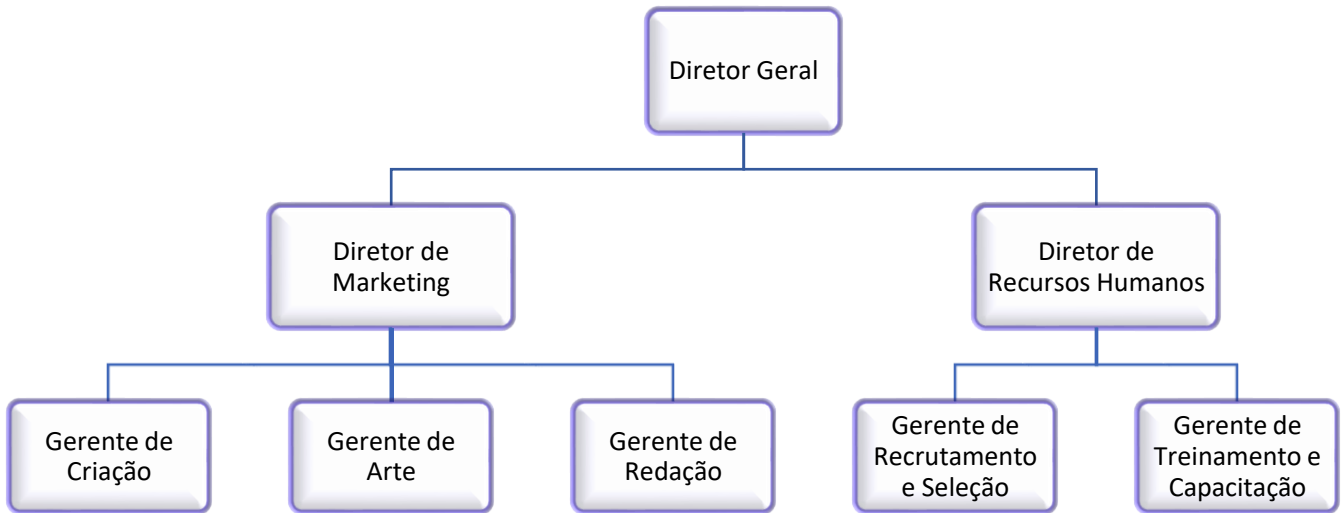 Diretor Geral
Diretor de
Marketing
Diretor de
Recursos Humanos
Gerente de
Criação
Gerente de
Arte
Gerente de
Redação
Gerente de
Recrutamento
e Seleção
Gerente de
Treinamento e
Capacitação